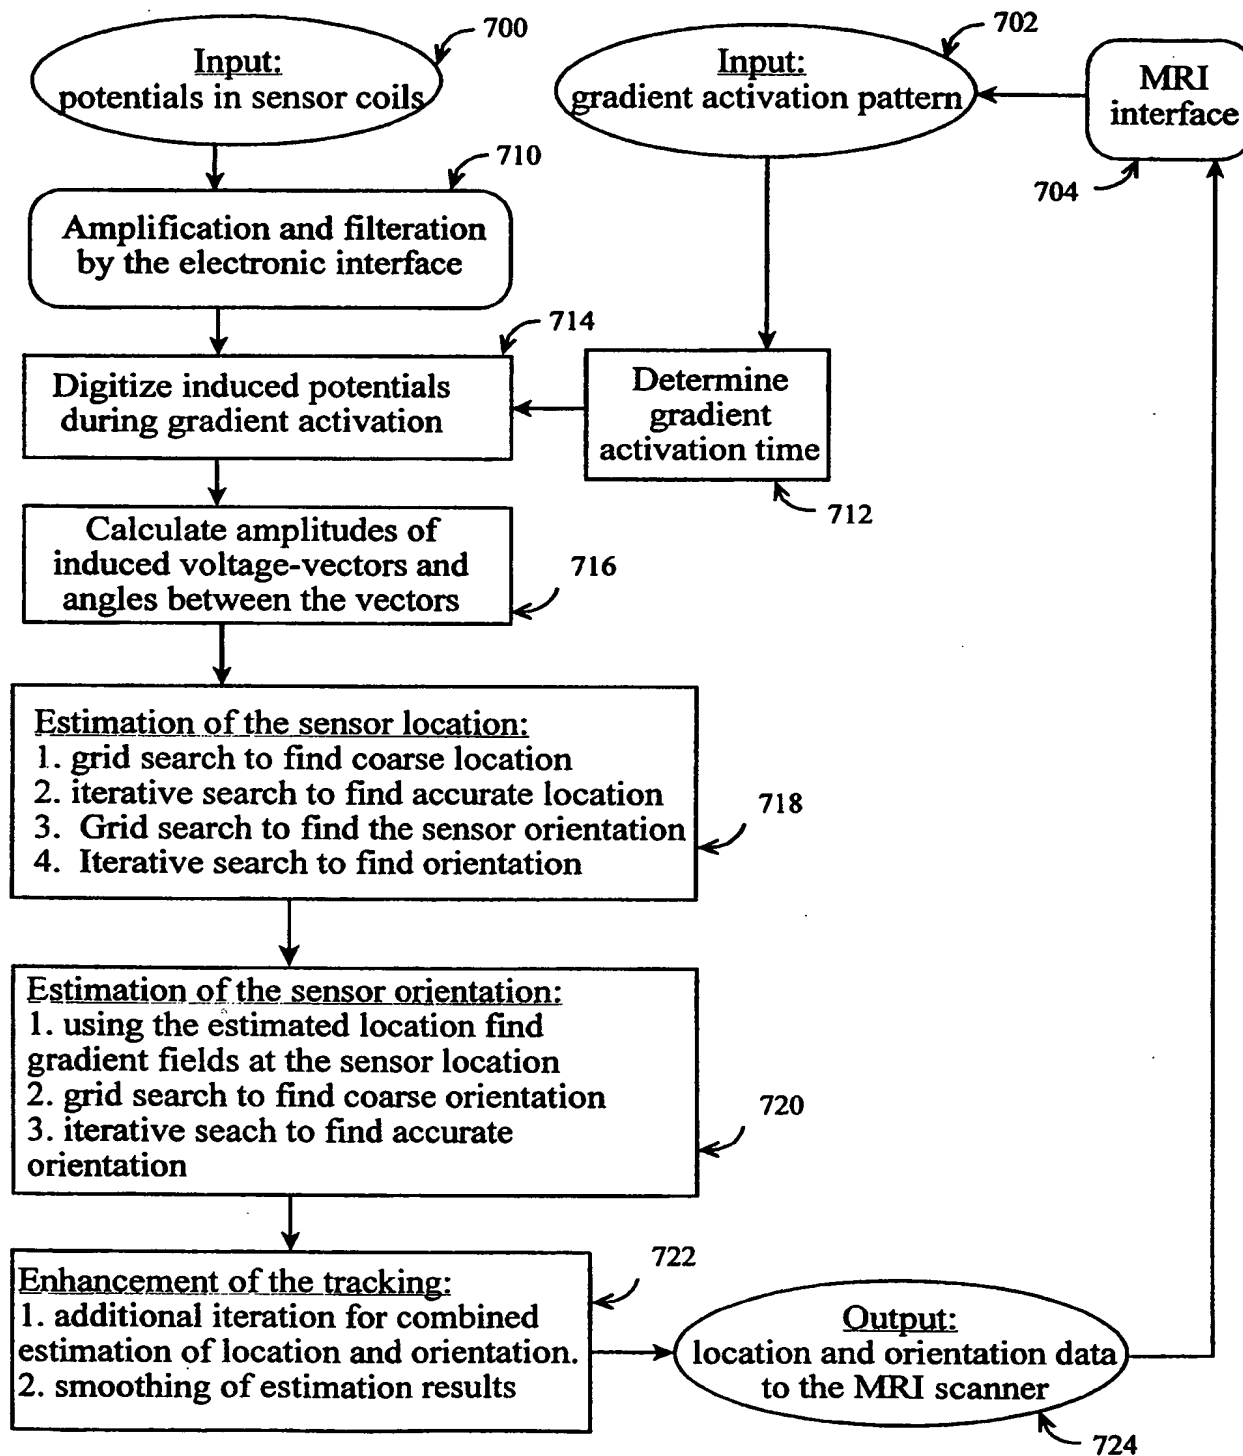 700
Input:
potentials in sensor coils
702
Input:
gradient activation pattern
MRI
interface
704
710
Amplification and filteration
by the electronic interface
714
Digitize induced potentials
during gradient activation
Determine
gradient
activation time
712
Calculate amplitudes of
induced voltage-vectors and
angles between the vectors
716
Estimation of the sensor location:
1. grid search to find coarse location
2. iterative search to find accurate location
3. Grid search to find the sensor orientation
4. Iterative search to find orientation
718
Estimation of the sensor orientation:
1. using the estimated location find
gradient fields at the sensor location
2. grid search to find coarse orientation
3. iterative seach to find accurate
orientation
720
Enhancement of the tracking:
1. additional iteration for combined
estimation of location and orientation.
2. smoothing of estimation results
722
Output:
location and orientation data
to the MRI scanner
724